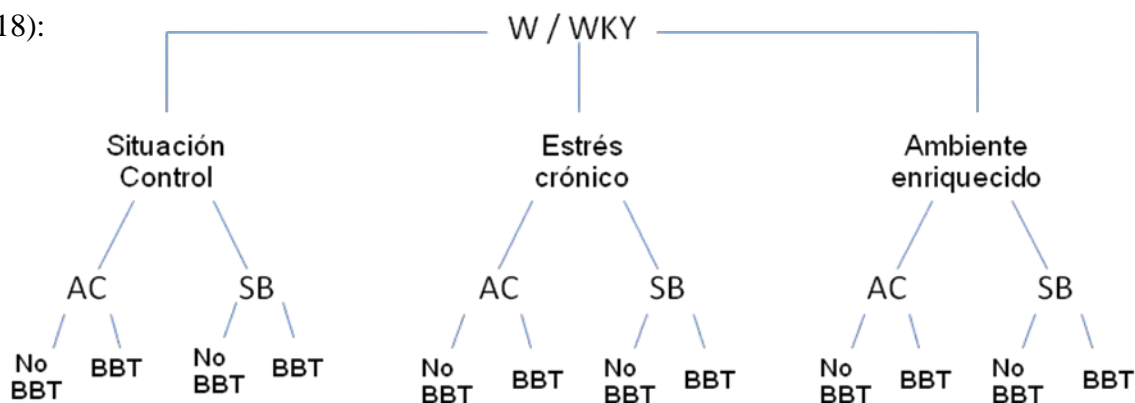 18):
W / WKY
Situación
Control
Estrés
crónico
Ambiente
enriquecido
AC
SB
AC
SB
AC
SB
No
BBT
BBT
No
BBT
BBT
No
BBT
BBT
No
BBT
BBT
No
BBT
BBT
No
BBT
BBT